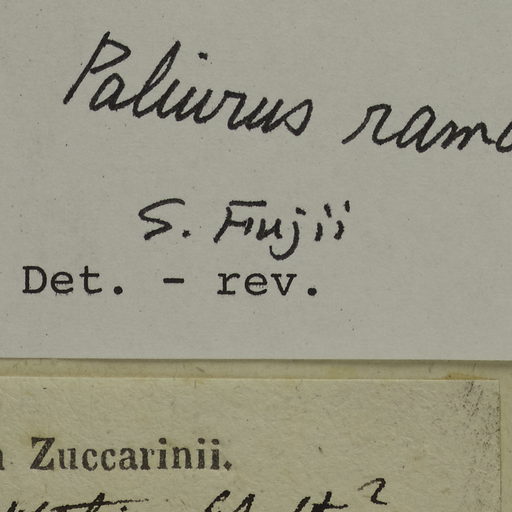 Paliurus ramo
S. Fujii
Det. - rev.
Zuccarinii.